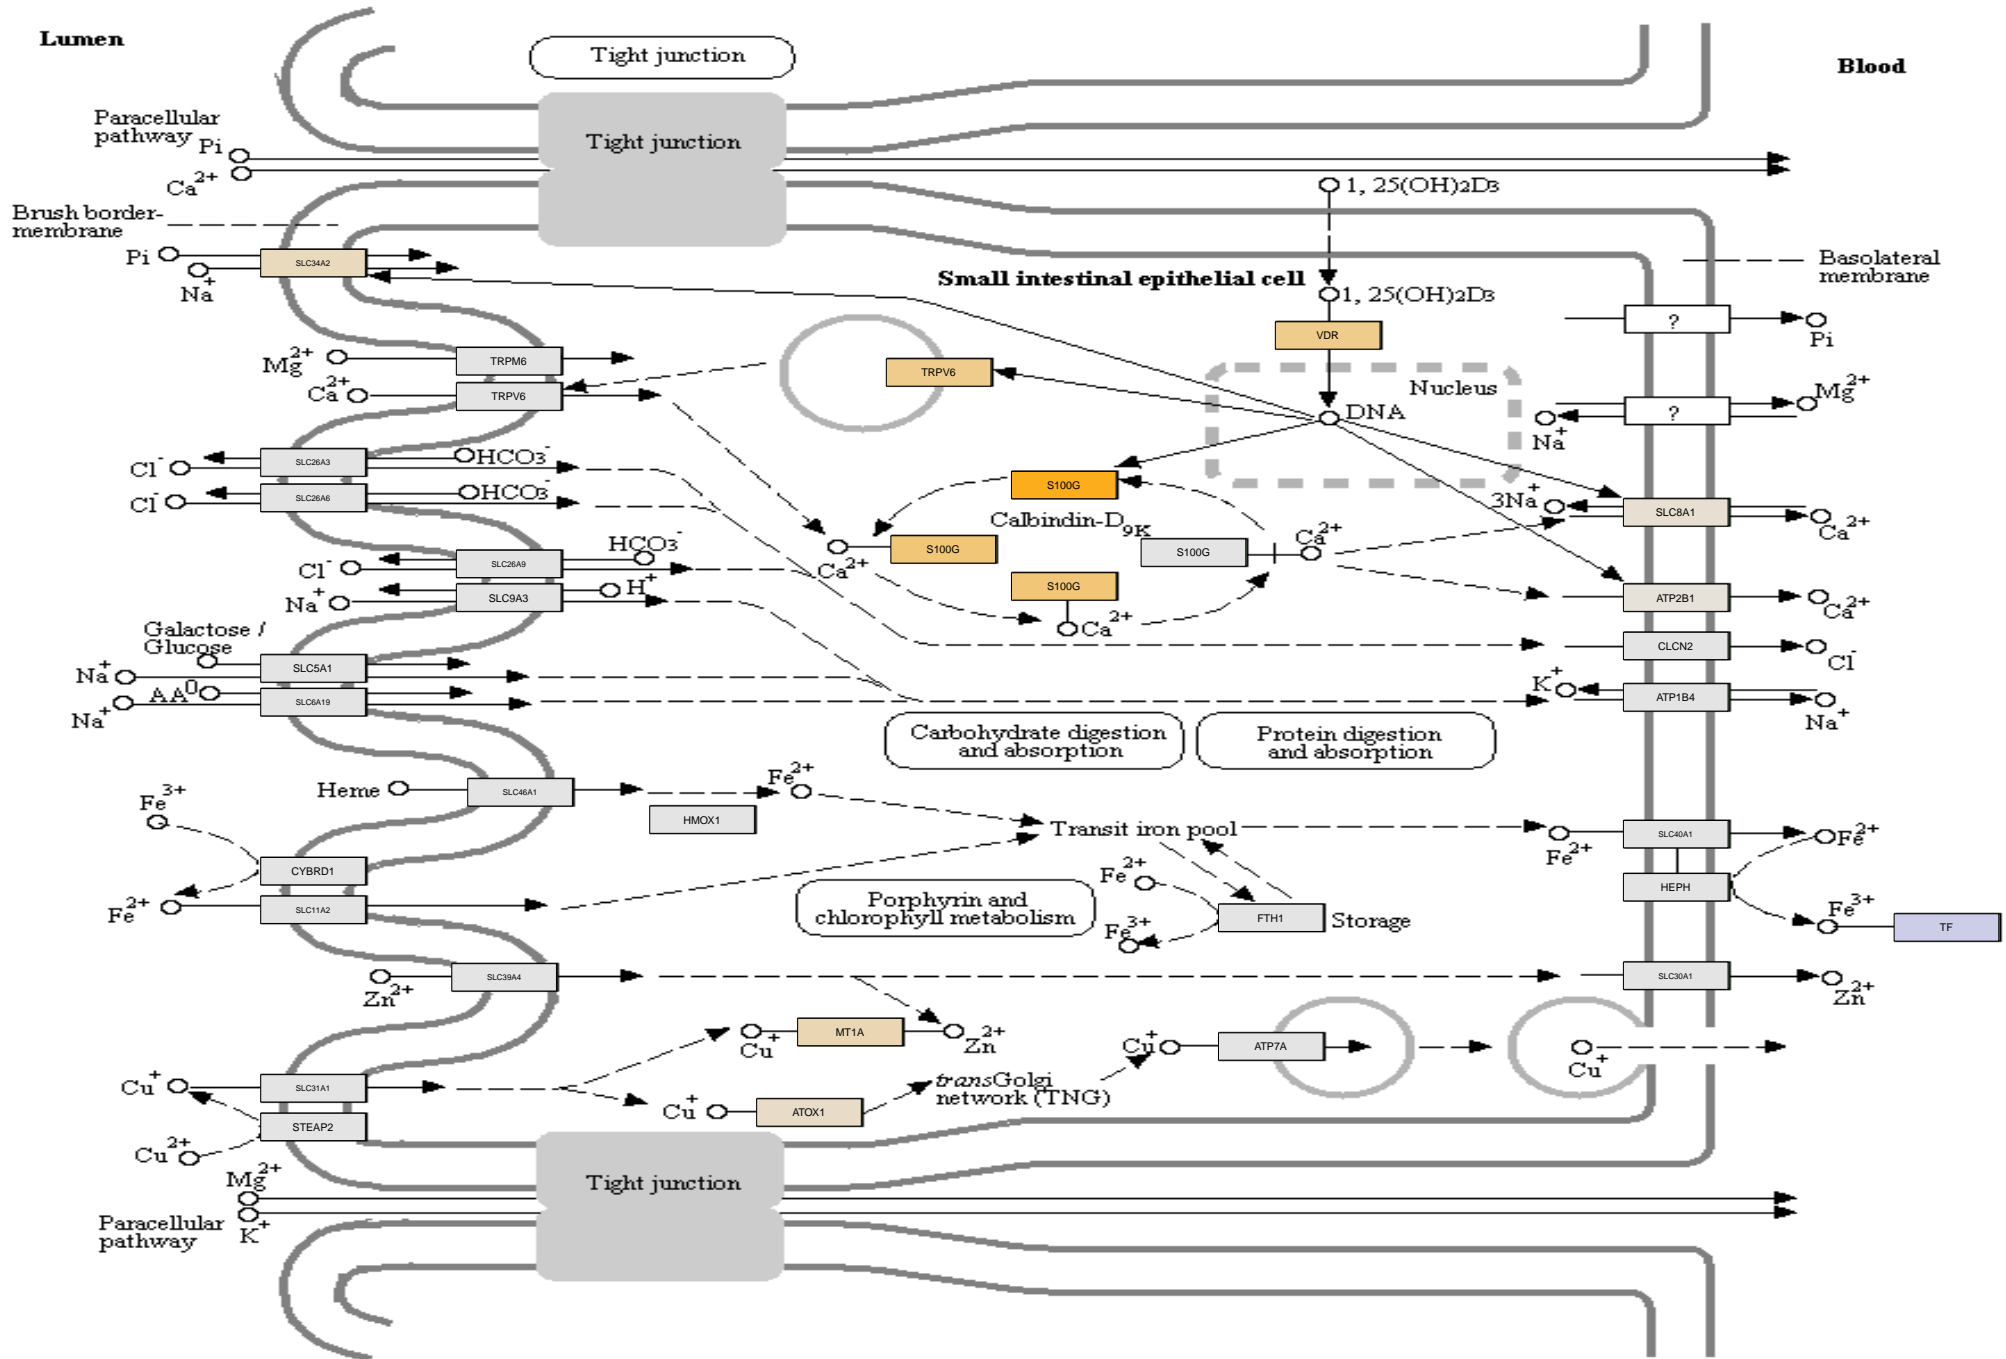 Lumen
Tight junction
Blood
Paracellular
pathway
Pi
Tight junction
Ca2+
1, 25(OH)2D3
Brush border-
membrane
Pi
SLC34A2
Na+
Small intestinal epithelial cell
Basolateral
membrane
1, 25(OH)2D3
?
Pi
VDR
Mg2+
TRPM6
TRPV6
Nucleus
Ca2+
TRPV6
Mg2+
?
DNA
Na+
Cl-
SLC26A3
HCO3-
Cl-
SLC26A6
HCO3-
S100G
3Na+
SLC8A1
Ca2+
Calbindin-D9K
HCO3-
S100G
S100G
Ca2+
Cl-
SLC26A9
Ca2+
Na+
SLC9A3
H+
S100G
ATP2B1
Ca2+
Ca2+
Galactose /
Glucose
CLCN2
Cl-
Na+
SLC5A1
AA0
K+
ATP1B4
Na+
SLC6A19
Na+
Carbohydrate digestion
and absorption
Protein digestion
and absorption
Heme
SLC46A1
Fe2+
Fe3+
HMOX1
Transit iron pool
Fe2+
SLC40A1
Fe2+
CYBRD1
Fe2+
HEPH
Fe2+
SLC11A2
Porphyrin and
chlorophyll metabolism
Fe3+
FTH1
Storage
Fe3+
TF
Zn2+
SLC39A4
SLC30A1
Zn2+
Cu+
MT1A
Zn2+
Cu+
ATP7A
Cu+
Cu+
SLC31A1
transGolgi
network (TNG)
Cu+
ATOX1
STEAP2
Cu2+
Mg2+
Tight junction
Paracellular
pathway
K+